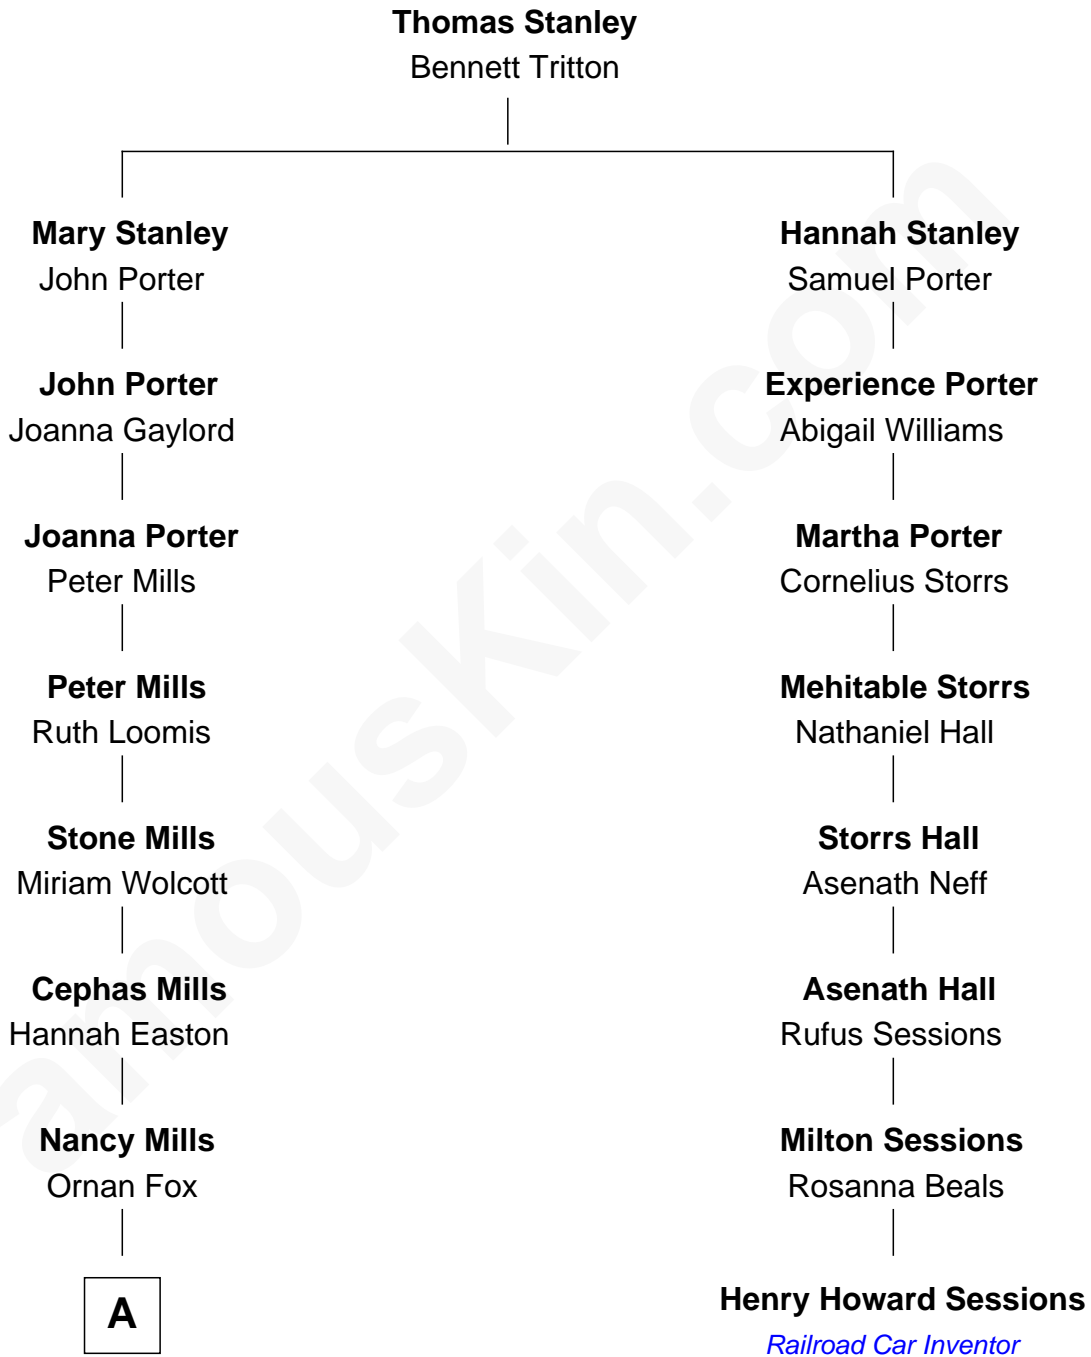 Thomas Stanley
Bennett Tritton
Mary Stanley
John Porter
Hannah Stanley
Samuel Porter
John Porter
Joanna Gaylord
Experience Porter
Abigail Williams
Joanna Porter
Peter Mills
Martha Porter
Cornelius Storrs
Peter Mills
Ruth Loomis
Mehitable Storrs
Nathaniel Hall
Stone Mills
Miriam Wolcott
Storrs Hall
Asenath Neff
Cephas Mills
Hannah Easton
Asenath Hall
Rufus Sessions
Nancy Mills
Ornan Fox
Milton Sessions
Rosanna Beals
A
Henry Howard Sessions
Railroad Car Inventor
amouskin.com